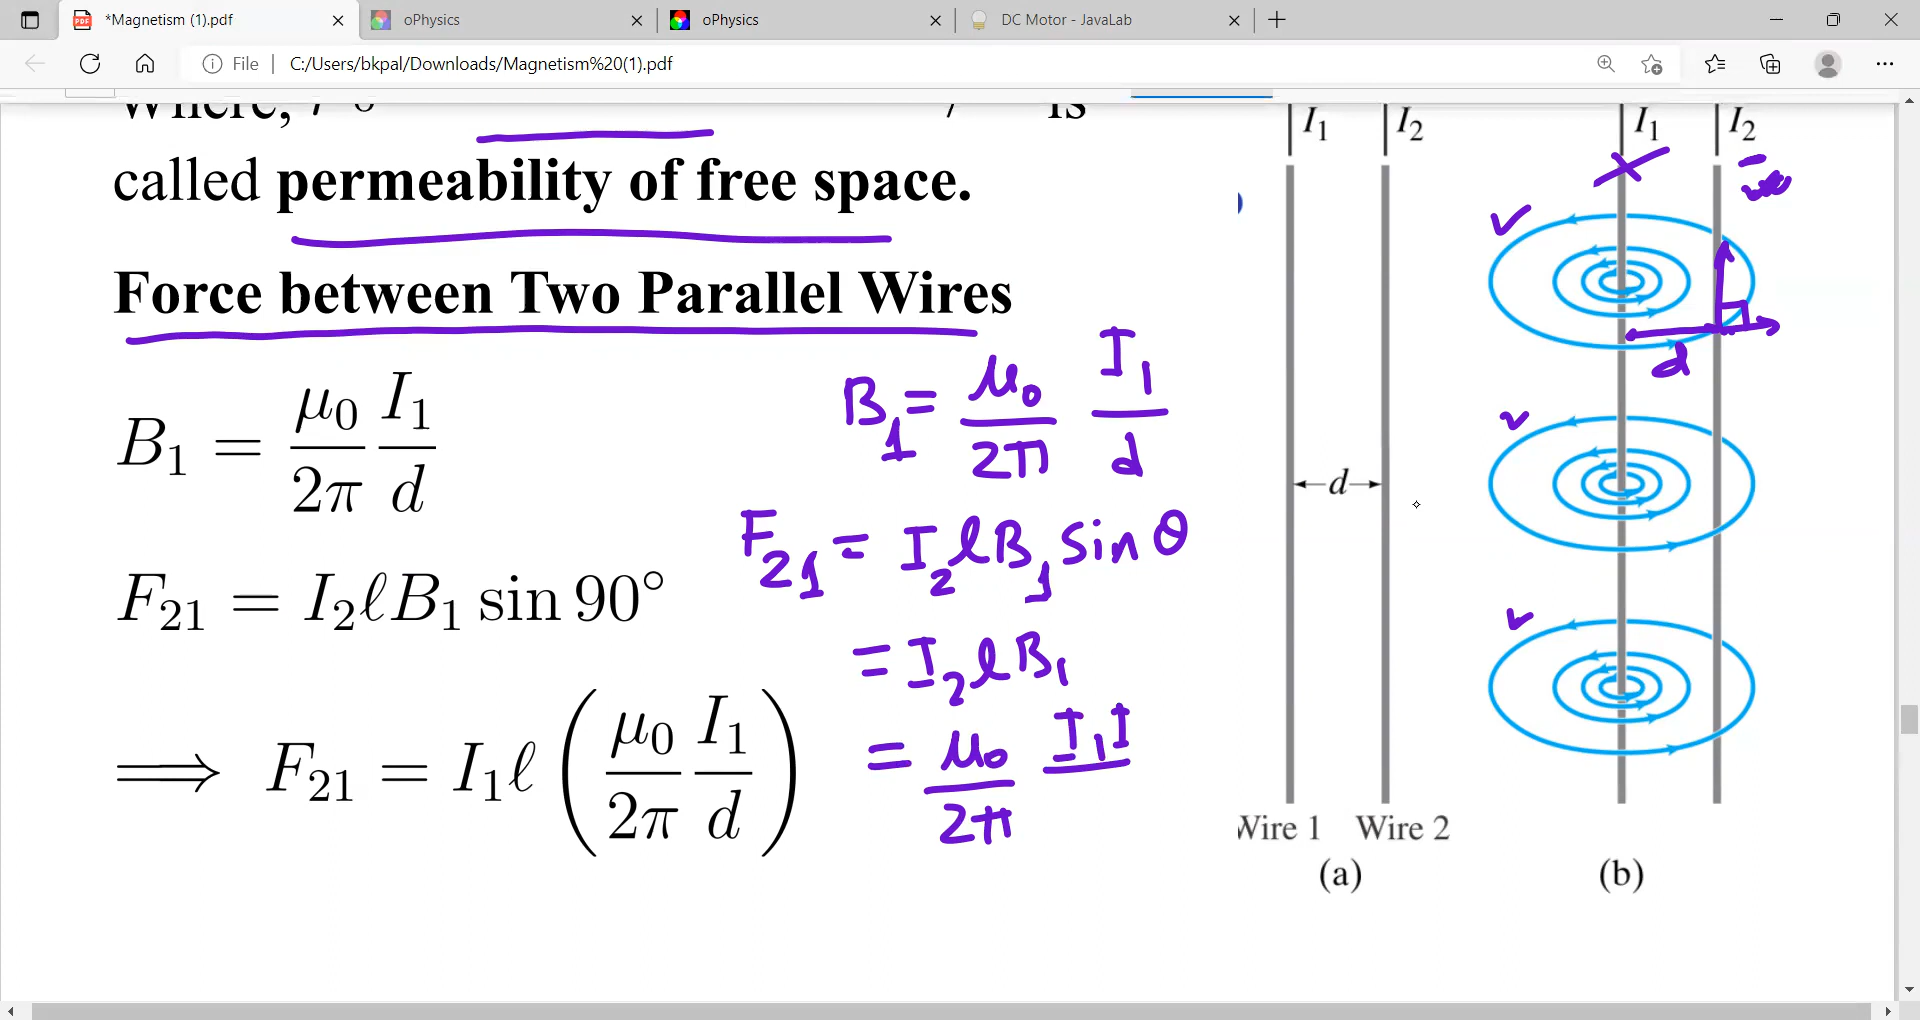 *Magnetism (1).pdf
oPhysics
oPhysics
DC Motor - JavaLab
File
C:/Users/bkpal/Downloads/Magnetism%20(1).pdf
Where,
is
called permeability of free space.
Force between Two Parallel Wires
B₁ = μ₀/2π I₁/d
F₂₁ = I₂ℓB₁ sin 90°
⟹ F₂₁ = I₁ℓ (μ₀/2π I₁/d)
B₁ = μ₀/2π I₁/d
F₂₁ = I₂ℓB₁ sin θ
= I₂ℓB₁
= μ₀/2π I₁I
I₁ I₂
d
Wire 1 Wire 2
(a)
I₁ I₂
d
(b)